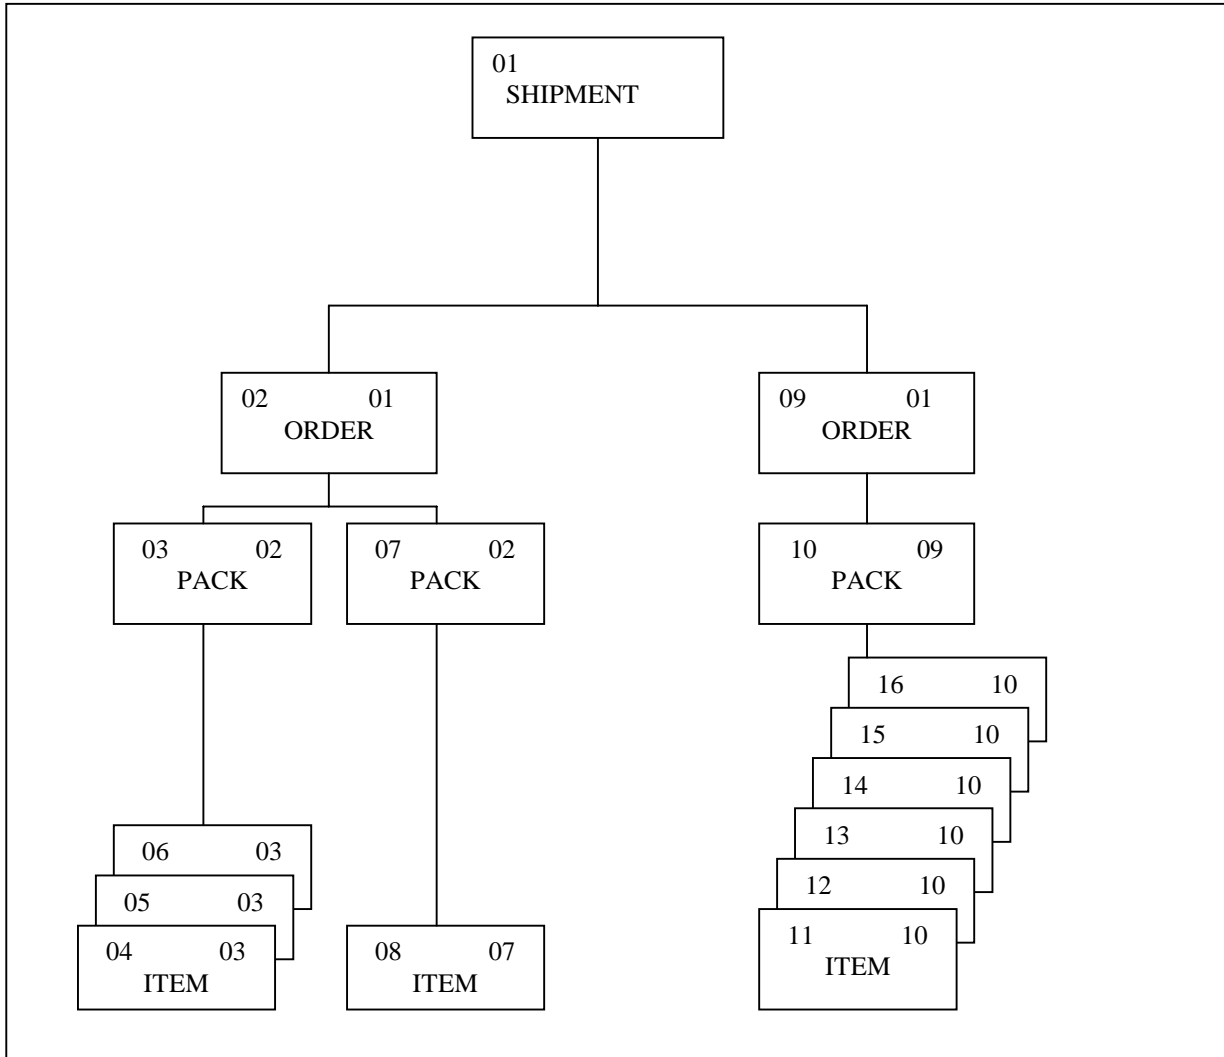 01
SHIPMENT
02 01
ORDER
09 01
ORDER
03 02
PACK
07 02
PACK
10 09
PACK
16 10
15 10
14 10
13 10
12 10
11 10
ITEM
06 03
05 03
04 03
ITEM
08 07
ITEM